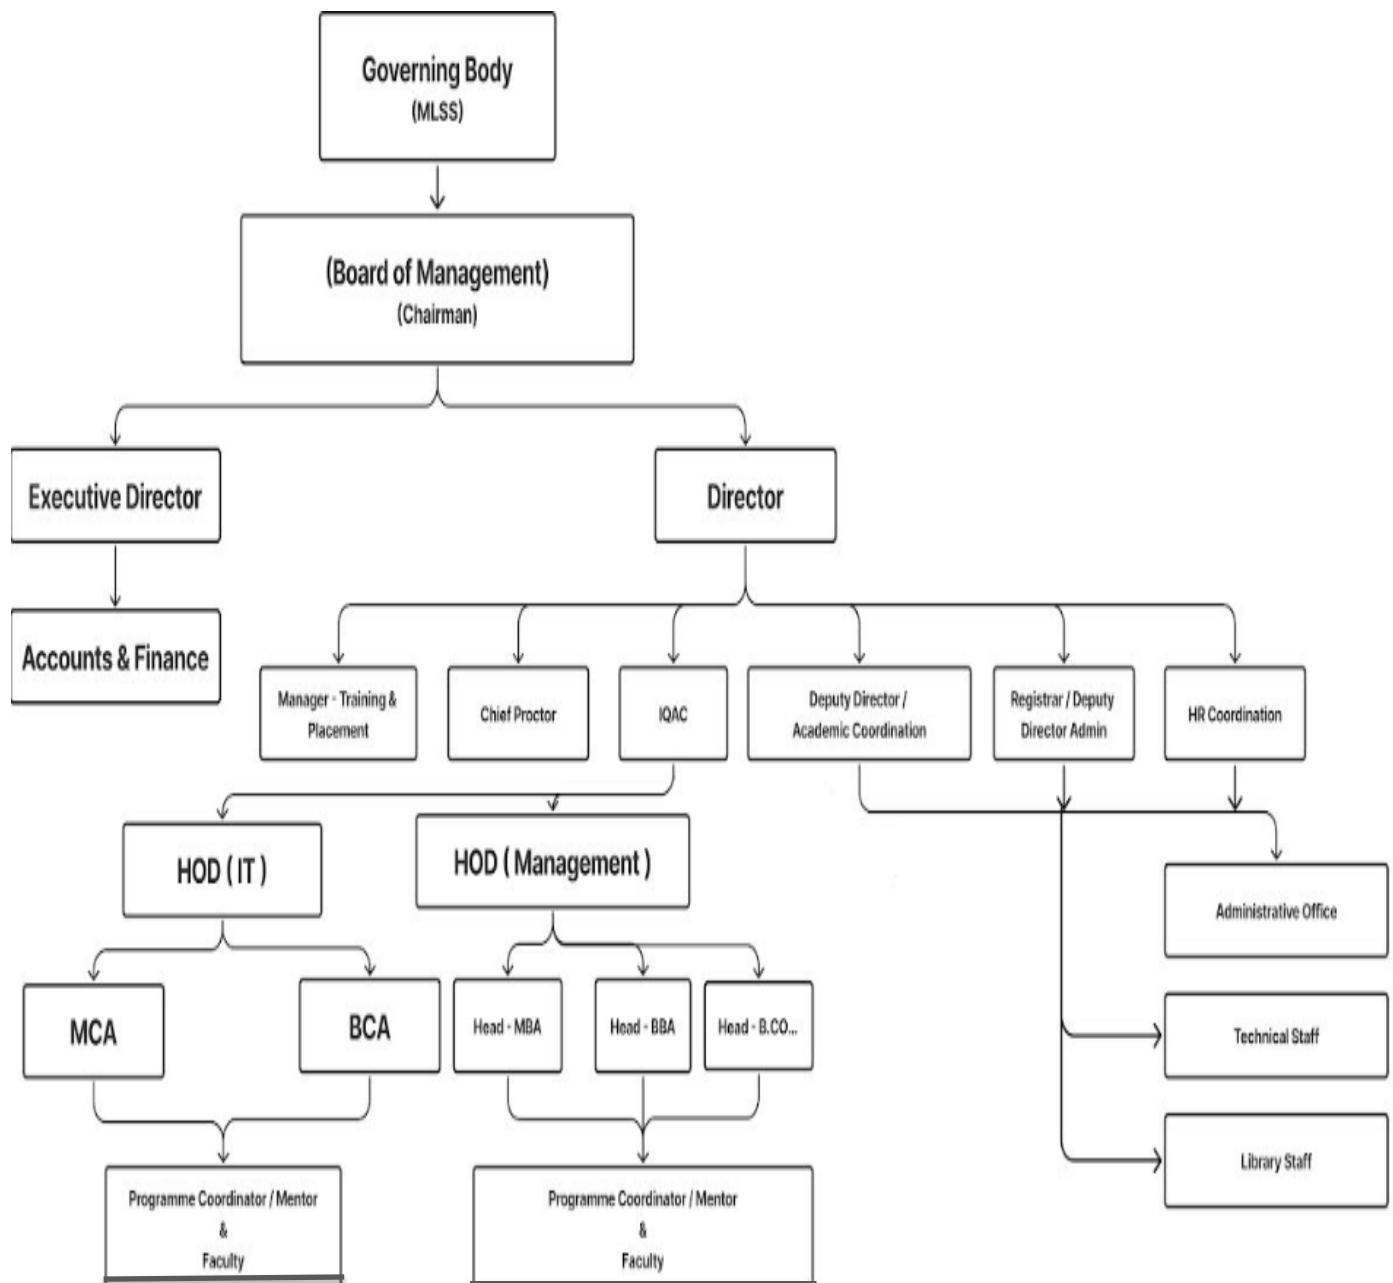 Governing Body
(MLSS)
(Board of Management)
(Chairman)
Executive Director
Director
Accounts & Finance
Manager - Training &
Placement
Chief Proctor
IQAC
Deputy Director /
Academic Coordination
Registrar / Deputy
Director Admin
HR Coordination
HOD ( IT )
HOD ( Management )
Administrative Office
MCA
BCA
Head - MBA
Head - BBA
Head - B.CO...
Technical Staff
Library Staff
Programme Coordinator / Mentor
&
Faculty
Programme Coordinator / Mentor
&
Faculty